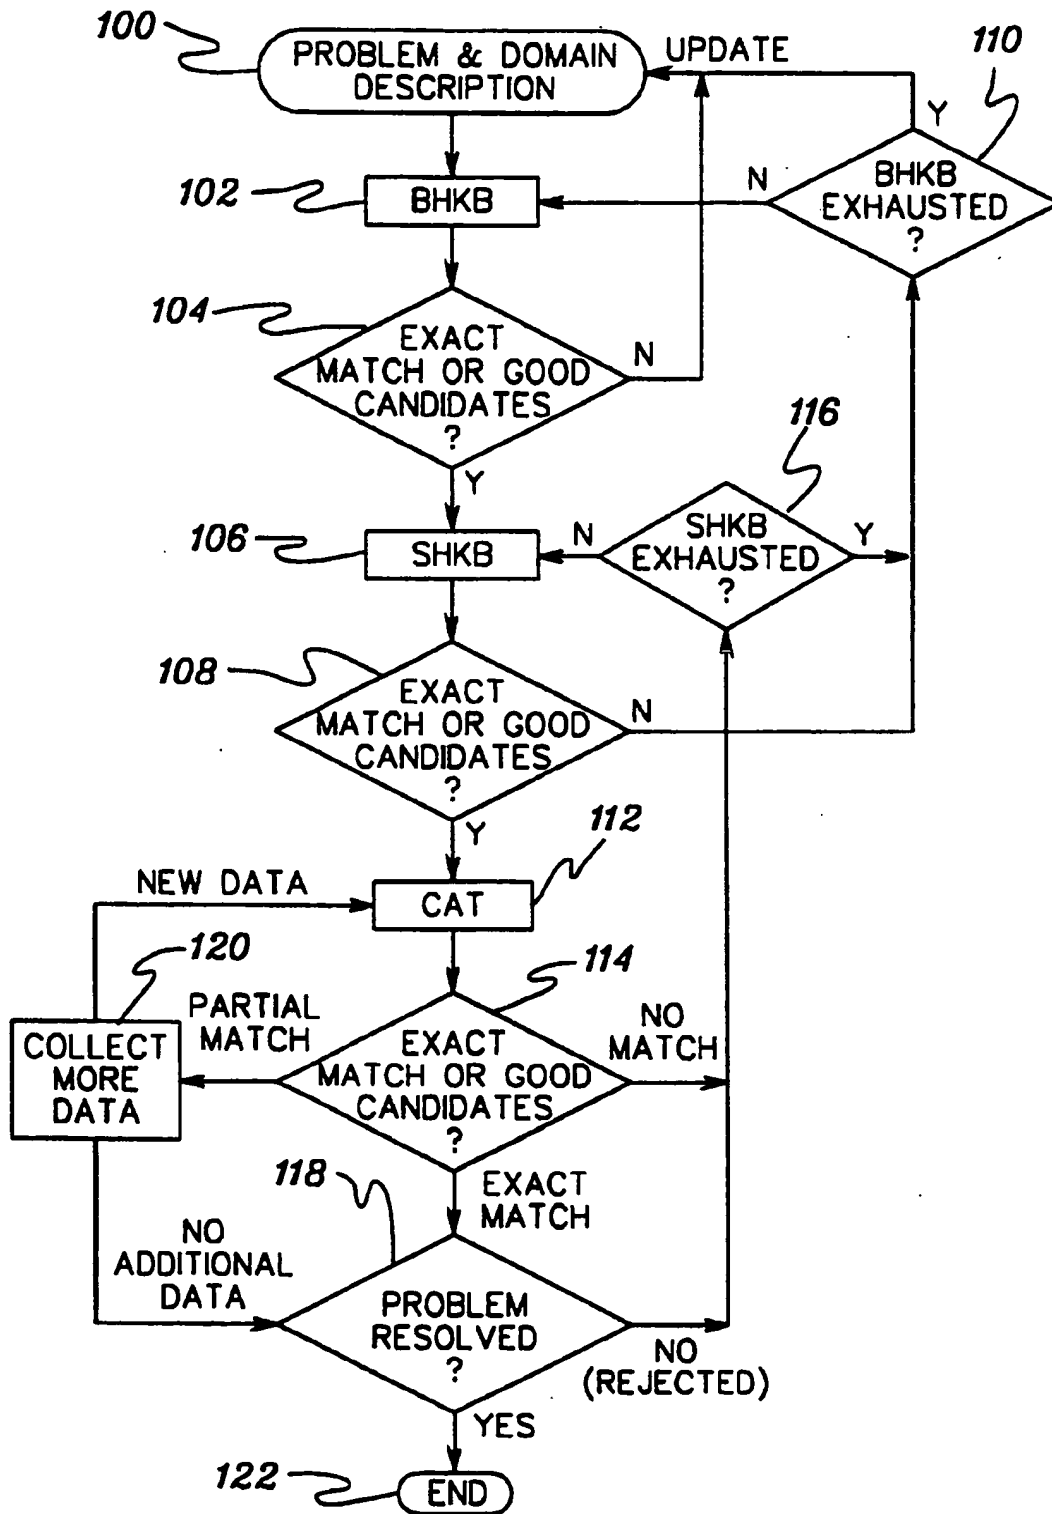 100
PROBLEM & DOMAIN
DESCRIPTION
UPDATE
110
Y
102
BHKB
N
BHKB
EXHAUSTED
?
104
EXACT
MATCH OR GOOD
CANDIDATES
?
N
Y
116
106
SHKB
N
SHKB
EXHAUSTED
?
Y
108
EXACT
MATCH OR GOOD
CANDIDATES
?
N
Y
112
NEW DATA
CAT
120
114
PARTIAL
MATCH
NO
MATCH
COLLECT
MORE
DATA
EXACT
MATCH OR GOOD
CANDIDATES
?
118
EXACT
MATCH
NO
ADDITIONAL
DATA
PROBLEM
RESOLVED
?
NO
(REJECTED)
YES
122
END